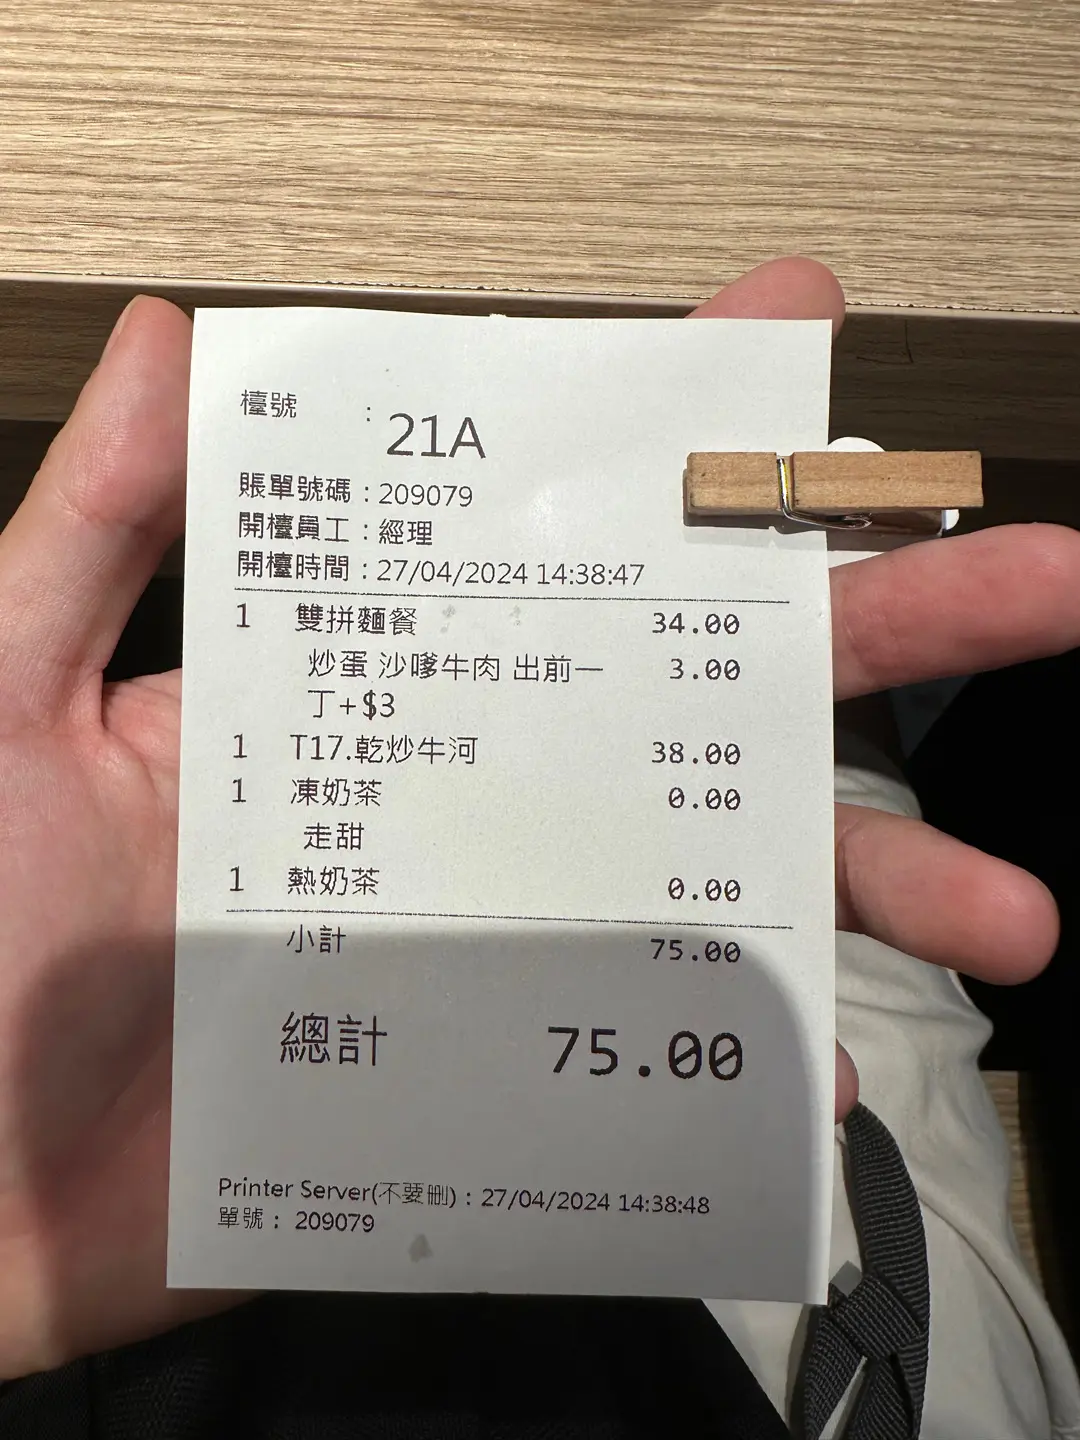 檯號 : 21A
賬單號碼 : 209079
開檯員工 : 經理
開檯時間 : 27/04/2024 14:38:47
1 雙拼麵餐 34.00
炒蛋 沙嗲牛肉 出前一 3.00
丁+$3
1 T17.乾炒牛河 38.00
1 凍奶茶 0.00
走甜
1 熱奶茶 0.00
小計 75.00
總計 75.00
Printer Server(不要刪) : 27/04/2024 14:38:48
單號 : 209079